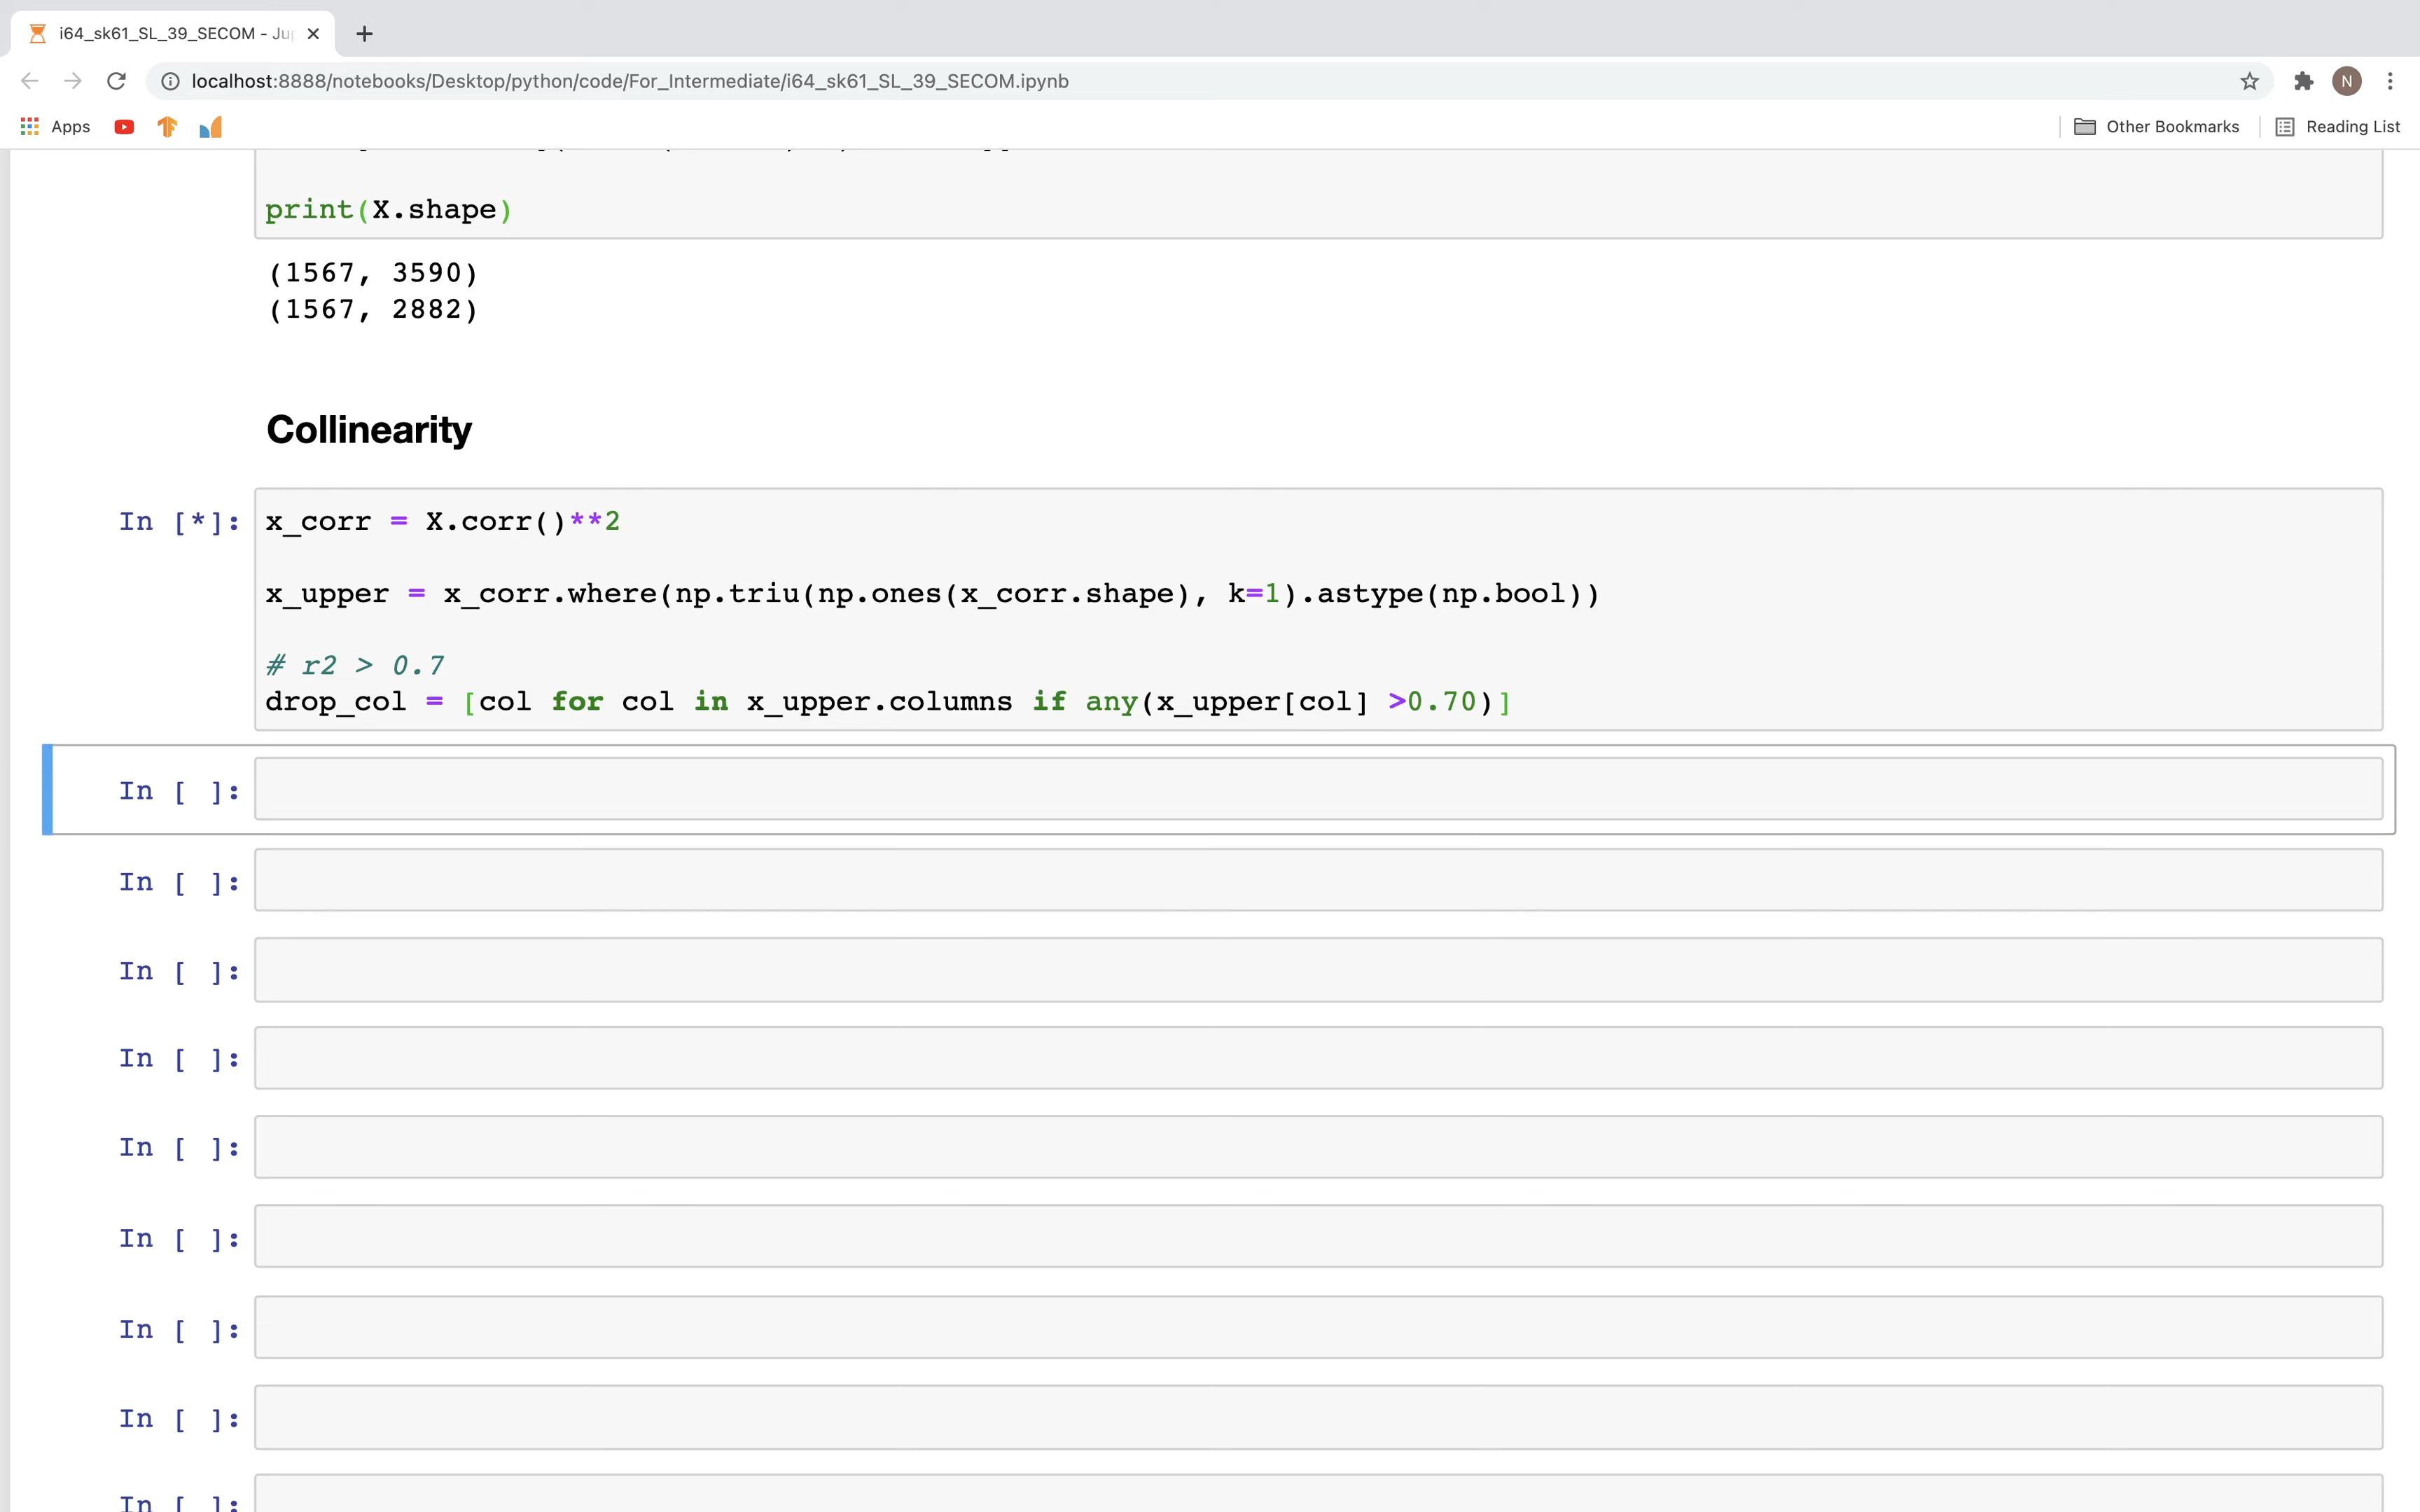 i64_sk61_SL_39_SECOM - Ju
localhost:8888/notebooks/Desktop/python/code/For_Intermediate/i64_sk61_SL_39_SECOM.ipynb
N
Apps
Other Bookmarks
Reading List
print(X.shape)
(1567, 3590)
(1567, 2882)
Collinearity
In [*]: x_corr = X.corr()**2
x_upper = x_corr.where(np.triu(np.ones(x_corr.shape), k=1).astype(np.bool))
# r2 > 0.7
drop_col = [col for col in x_upper.columns if any(x_upper[col] >0.70)]
In [ ]:
In [ ]:
In [ ]:
In [ ]:
In [ ]:
In [ ]:
In [ ]:
In [ ]:
In [ ]: